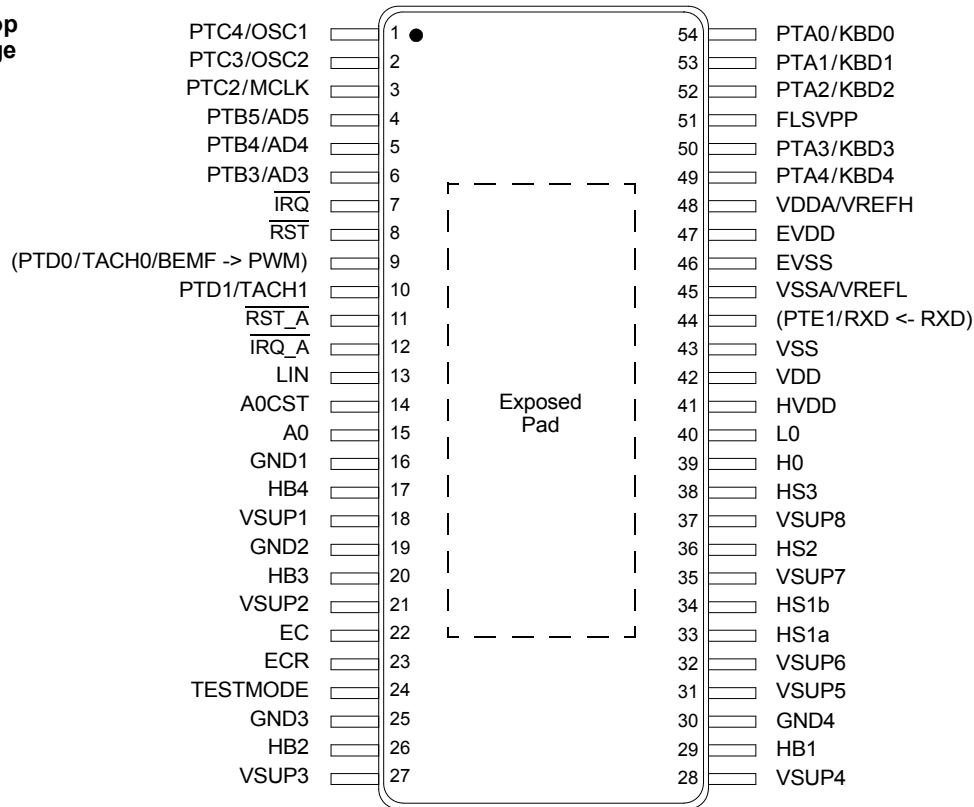 op
ge
PTC4/OSC1 1 54 PTA0/KBD0
PTC3/OSC2 2 53 PTA1/KBD1
PTC2/MCLK 3 52 PTA2/KBD2
PTB5/AD5 4 51 FLSVPP
PTB4/AD4 5 50 PTA3/KBD3
PTB3/AD3 6 49 PTA4/KBD4
IRQ 7 48 VDDA/VREFH
RST 8 47 EVDD
(PTD0/TACH0/BEMF -> PWM) 9 46 EVSS
PTD1/TACH1 10 45 VSSA/VREFL
RST_A 11 44 (PTE1/RXD <- RXD)
IRQ_A 12 43 VSS
LIN 13 42 VDD
A0CST 14 41 HVDD
A0 15 40 L0
GND1 16 39 H0
HB4 17 38 HS3
VSUP1 18 37 VSUP8
GND2 19 36 HS2
HB3 20 35 VSUP7
VSUP2 21 34 HS1b
EC 22 33 HS1a
ECR 23 32 VSUP6
TESTMODE 24 31 VSUP5
GND3 25 30 GND4
HB2 26 29 HB1
VSUP3 27 28 VSUP4
Exposed
Pad